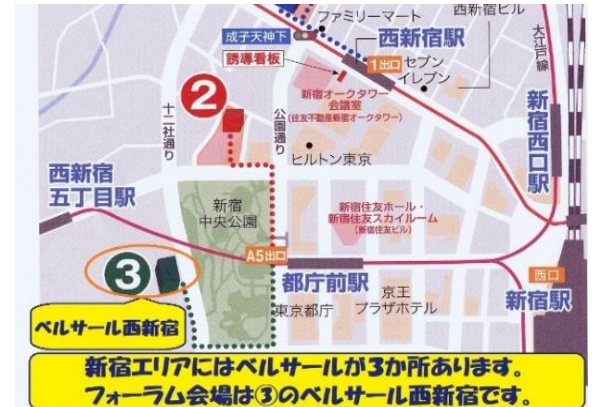 ファミリーマート
西新宿ビル
成子天神下
西新宿駅
誘導看板
1出口
セブン
イレブン
大江戸線
2
新宿オークタワー
会議室
(住友不動産新宿オークタワー)
十二社通り
公園通り
新宿西口駅
ヒルトン東京
西新宿
五丁目駅
新宿
中央公園
新宿住友ホール・
新宿住友スカイルーム
(新宿住友ビル)
A5出口
3
都庁前駅
西口
新宿駅
東京都庁
京王
プラザホテル
ベルサール西新宿
新宿エリアにはベルサールが3か所あります。
フォーラム会場は③のベルサール西新宿です。